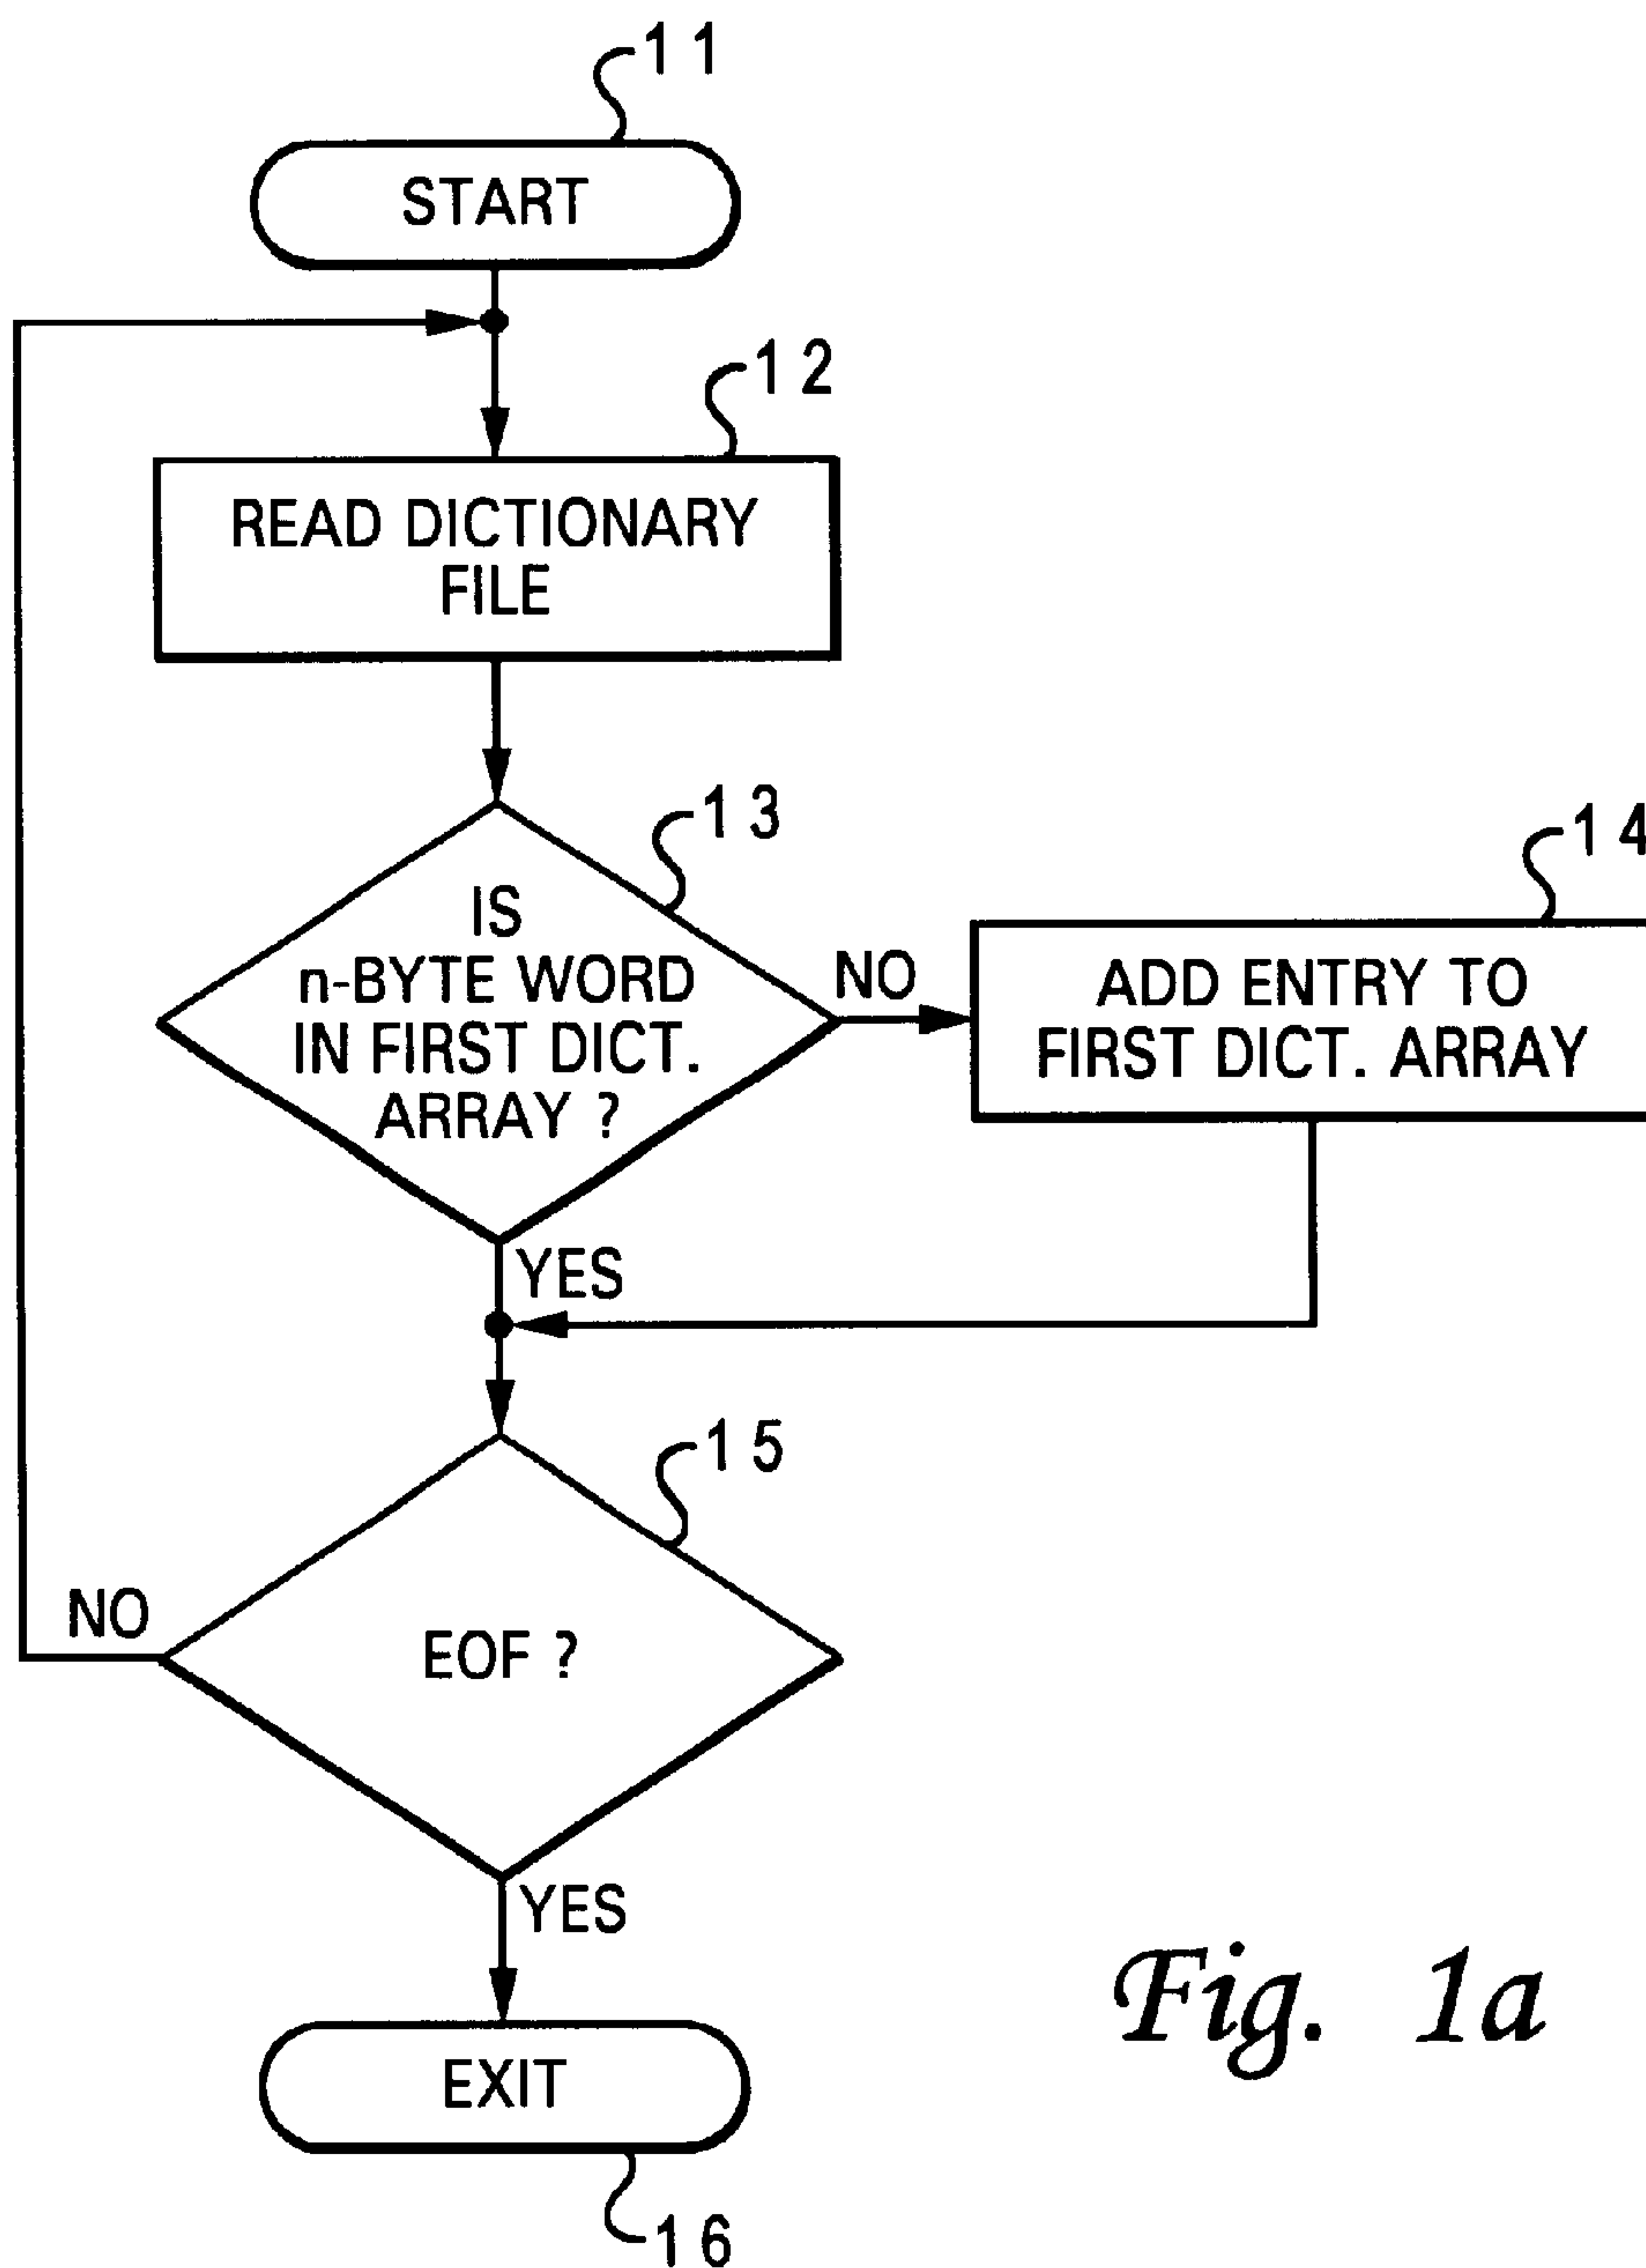 11
START
12
READ DICTIONARY
FILE
13
IS
n-BYTE WORD
IN FIRST DICT.
ARRAY ?
NO
14
ADD ENTRY TO
FIRST DICT. ARRAY
YES
15
NO
EOF ?
YES
EXIT
16
Fig. 1a